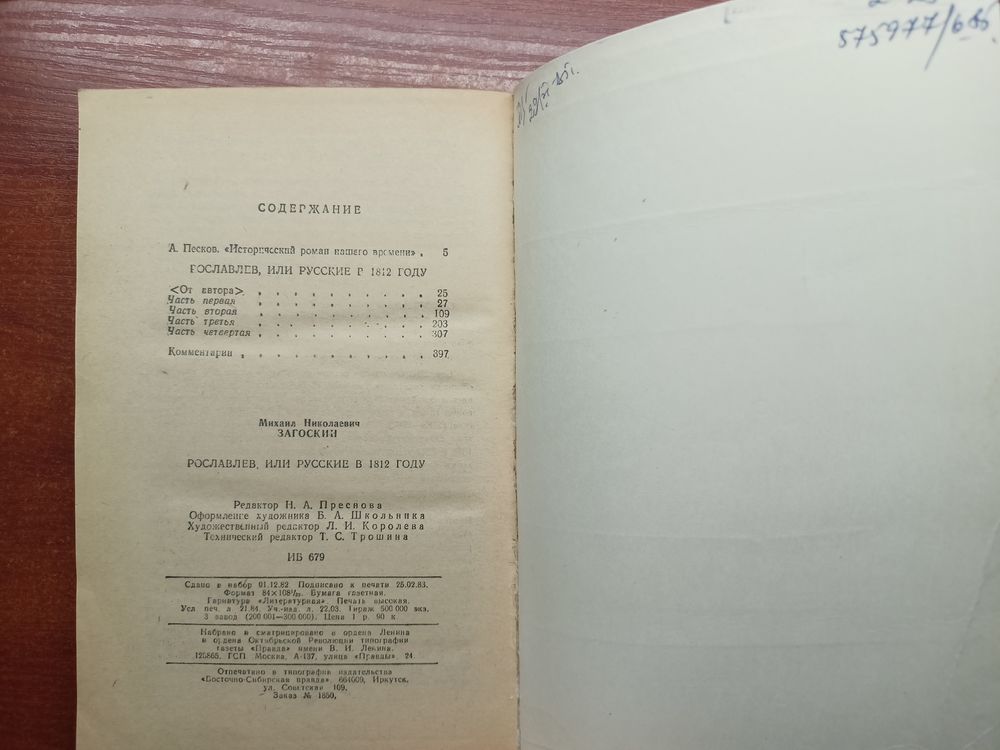 575977/
СОДЕРЖАНИЕ
А. Песков. «Исторический роман нашего времени» . 5
РОСЛАВЛЕВ, ИЛИ РУССКИЕ В 1812 ГОДУ
<От автора> . . . . . . . . . . 25
Часть первая . . . . . . . . . . 27
Часть вторая . . . . . . . . . . 109
Часть третья . . . . . . . . . . 203
Часть четвертая . . . . . . . . . . 307
Комментарии . . . . . . . . . . 397
Михаил Николаевич
ЗАГОСКИН
РОСЛАВЛЕВ, ИЛИ РУССКИЕ В 1812 ГОДУ
Редактор Н. А. Преснова
Оформление художника Б. А. Школьника
Художественный редактор Л. И. Королева
Технический редактор Т. С. Трошина
ИБ 679
Сдано в набор 01.12.82. Подписано к печати 25.02.83.
Формат 84×108¹/₃₂. Бумага газетная.
Гарнитура «Литературная». Печать высокая.
Усл печ. л 21,84. Уч.-изд. л. 22,03. Тираж 500 000 экз.
3 завод (200 001—300 000). Цена 1 р. 90 к
Набрано и сматрицировано в ордена Ленина
и ордена Октябрьской Революции типографии
газеты «Правда» имени В. И. Ленина.
125865, ГСП Москва, А-137, улица «Правды», 24.
Отпечатано в типографии издательства
«Восточно-Сибирская правда», 664009, Иркутск,
ул. Советская 109.
Заказ № 1850.